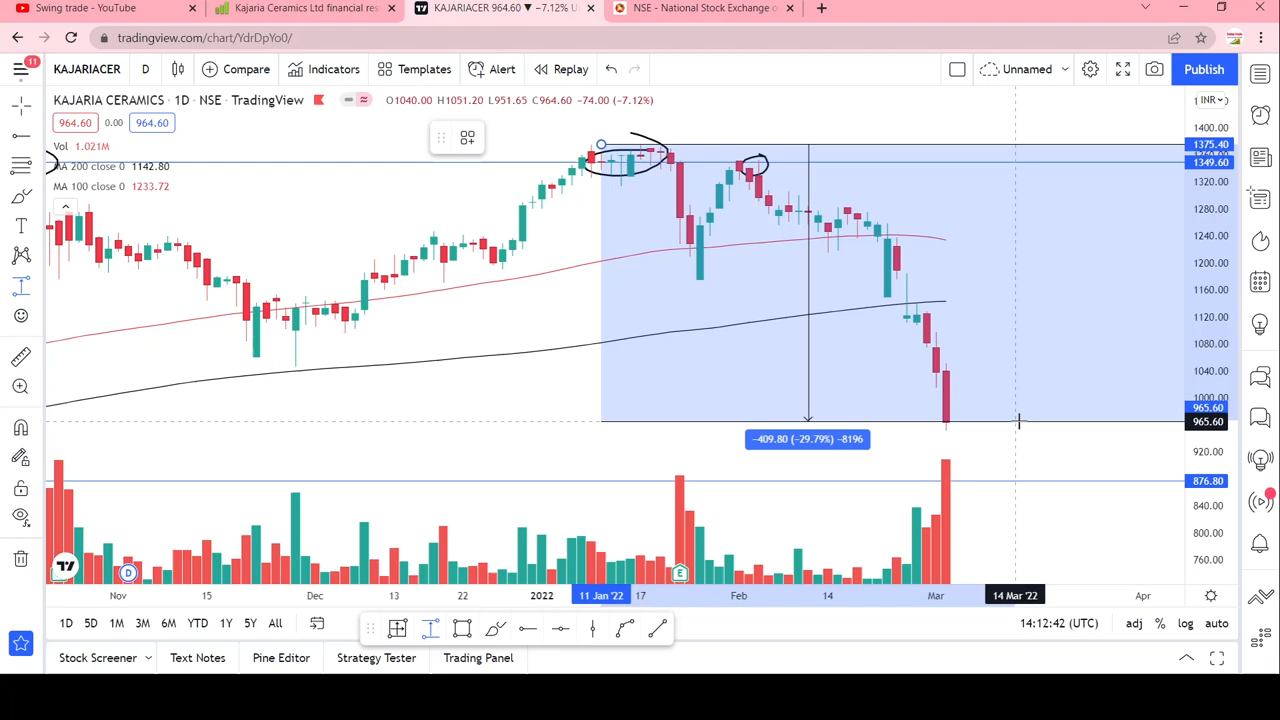 Swing trade - YouTube
Kajaria Ceramics Ltd financial res
KAJARIACER 964.60 ▼ −7.12% U
NSE - National Stock Exchange o
tradingview.com/chart/YdrDpYo0/
11
KAJARIACER
D
Compare
Indicators
Templates
Alert
Replay
Unnamed
Publish
KAJARIA CERAMICS · 1D · NSE · TradingView
O1040.00 H1051.20 L951.65 C964.60 −74.00 (−7.12%)
INR
964.60
0.00
964.60
Vol 1.021M
MA 200 close 0 1142.80
MA 100 close 0 1233.72
1400.00
1375.40
1349.60
1320.00
1280.00
1240.00
1200.00
1160.00
1120.00
1080.00
1040.00
1000.00
965.60
965.60
920.00
876.80
840.00
800.00
760.00
−409.80 (−29.79%) −8196
D
E
Nov
15
Dec
13
22
2022
11 Jan '22
17
Feb
14
Mar
14 Mar '22
Apr
1D 5D 1M 3M 6M YTD 1Y 5Y All
14:12:42 (UTC)
adj % log auto
Stock Screener
Text Notes
Pine Editor
Strategy Tester
Trading Panel